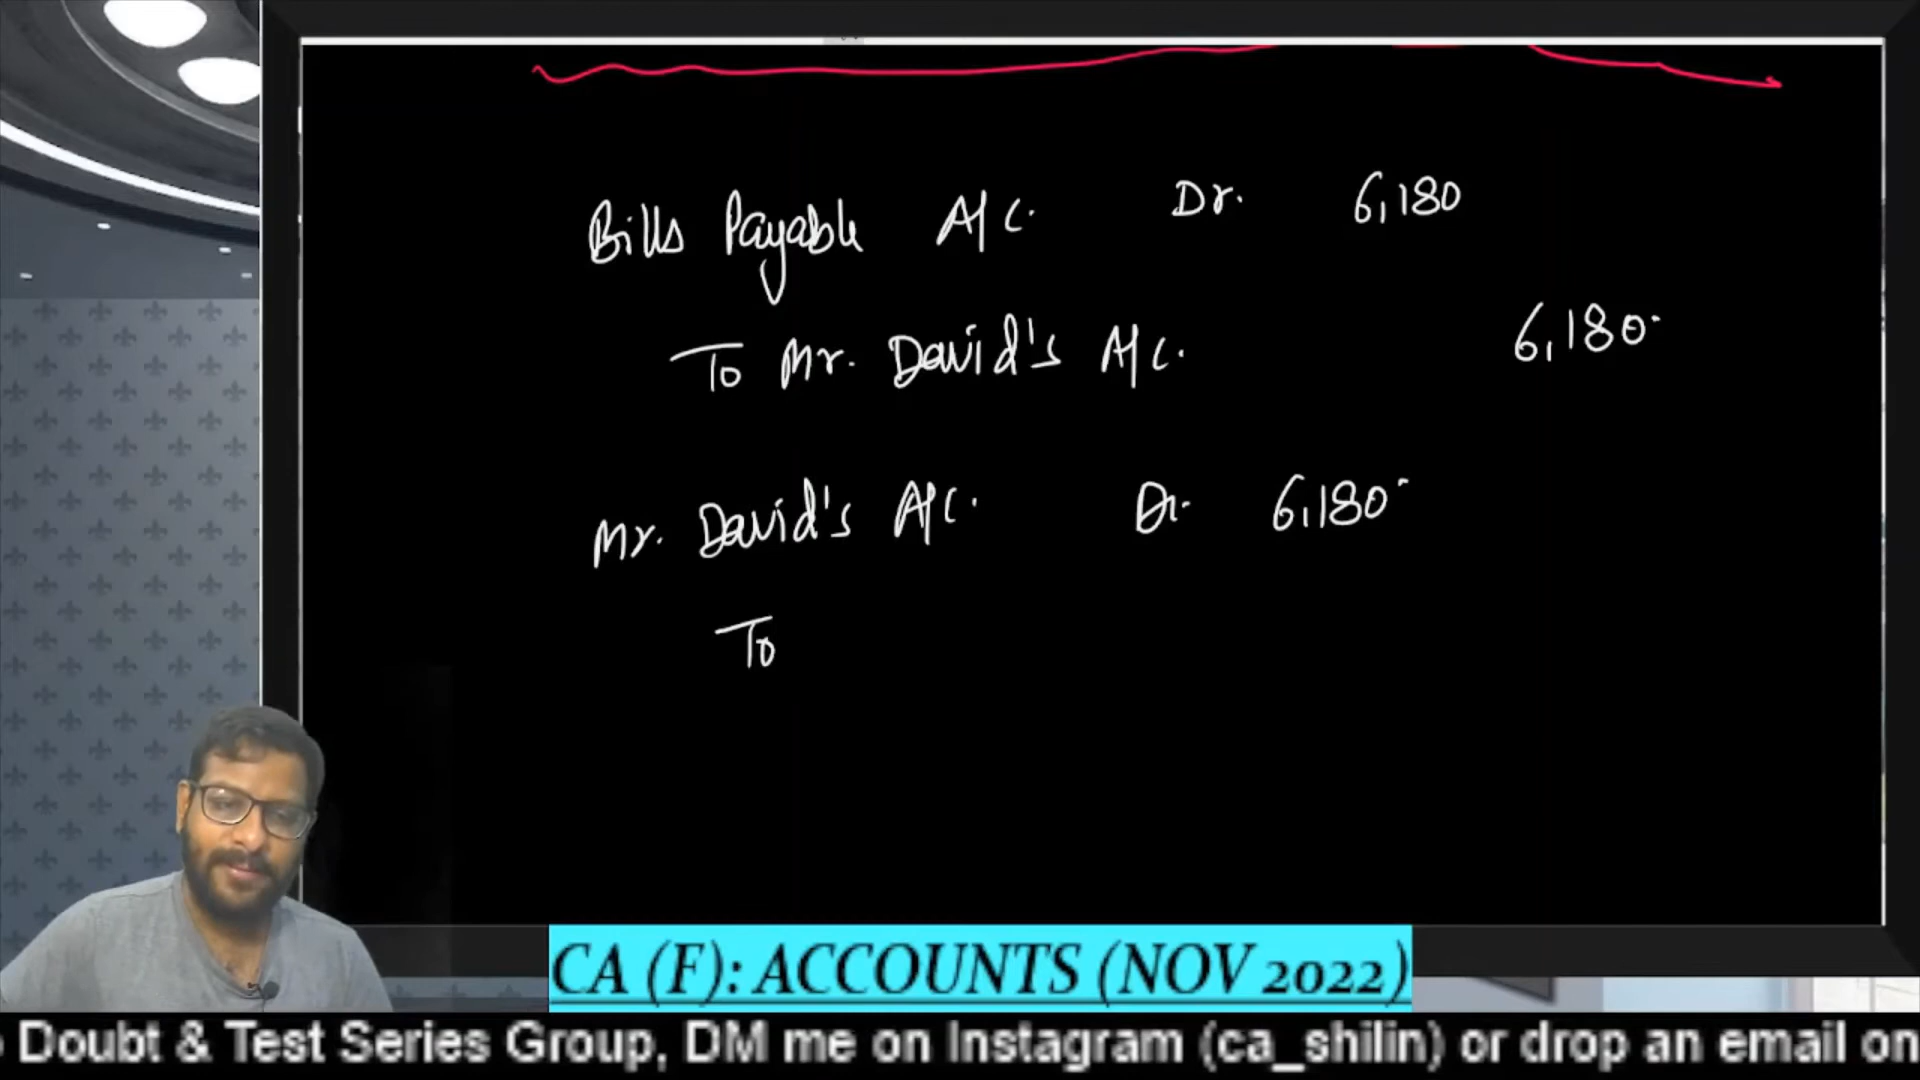 Bills Payable A/c. Dr. 6,180
To Mr. David's A/c. 6,180
Mr. David's A/c. Dr. 6,180
To
CA (F): ACCOUNTS (NOV 2022)
Doubt & Test Series Group, DM me on Instagram (ca_shilin) or drop an email on